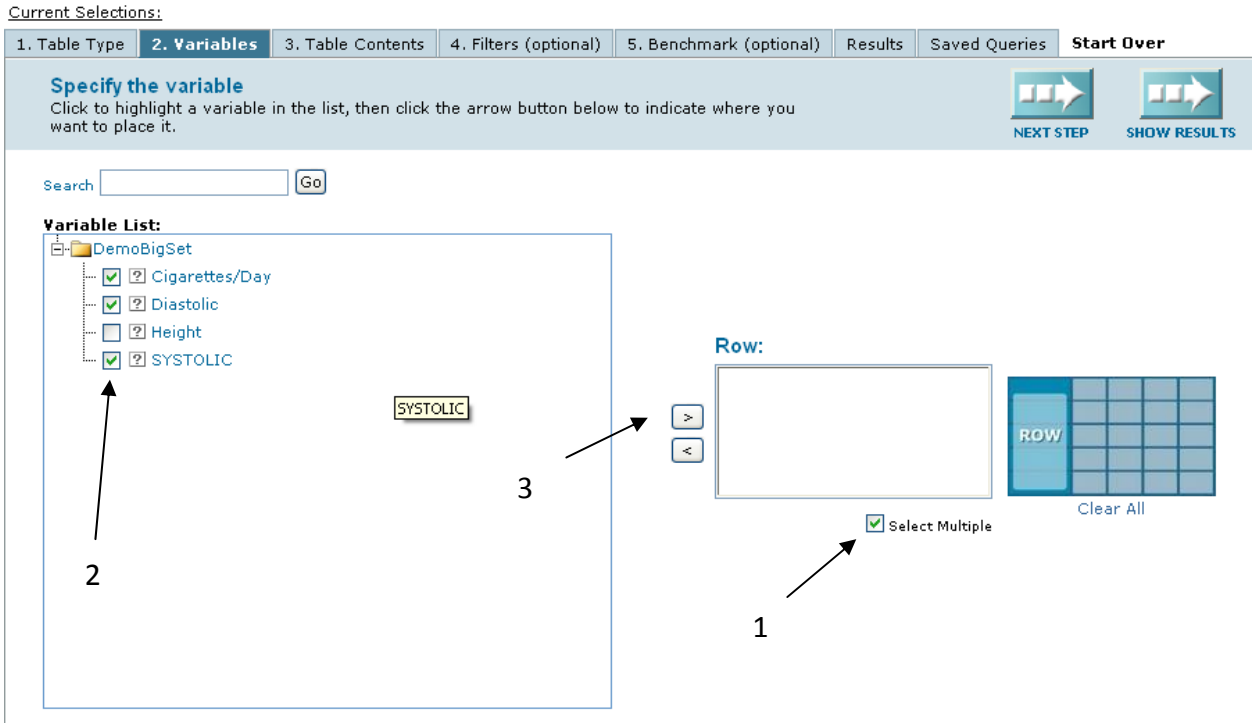 Current Selections:
1. Table Type 2. Variables 3. Table Contents 4. Filters (optional) 5. Benchmark (optional) Results Saved Queries Start Over
Specify the variable
Click to highlight a variable in the list, then click the arrow button below to indicate where you
want to place it.
NEXT STEP SHOW RESULTS
Search Go
Variable List:
DemoBigSet
? Cigarettes/Day
? Diastolic
? Height
? SYSTOLIC
SYSTOLIC
Row:
>
<
ROW
Clear All
Select Multiple
3
2
1